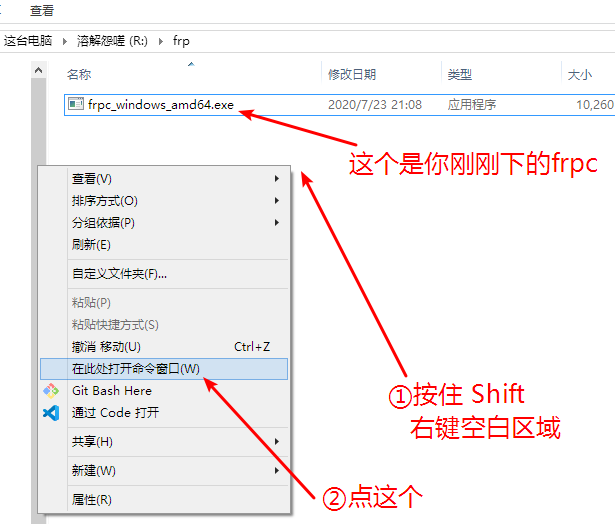 查看
这台电脑 溶解怨嗟 (R:) frp
名称 修改日期 类型 大小
frpc_windows_amd64.exe 2020/7/23 21:08 应用程序 10,260
这个是你刚刚下的frpc
查看(V)
排序方式(O)
分组依据(P)
刷新(E)
自定义文件夹(F)...
粘贴(P)
粘贴快捷方式(S)
撤消 移动(U) Ctrl+Z
在此处打开命令窗口(W)
Git Bash Here
通过 Code 打开
共享(H)
新建(W)
属性(R)
①按住 Shift
右键空白区域
②点这个